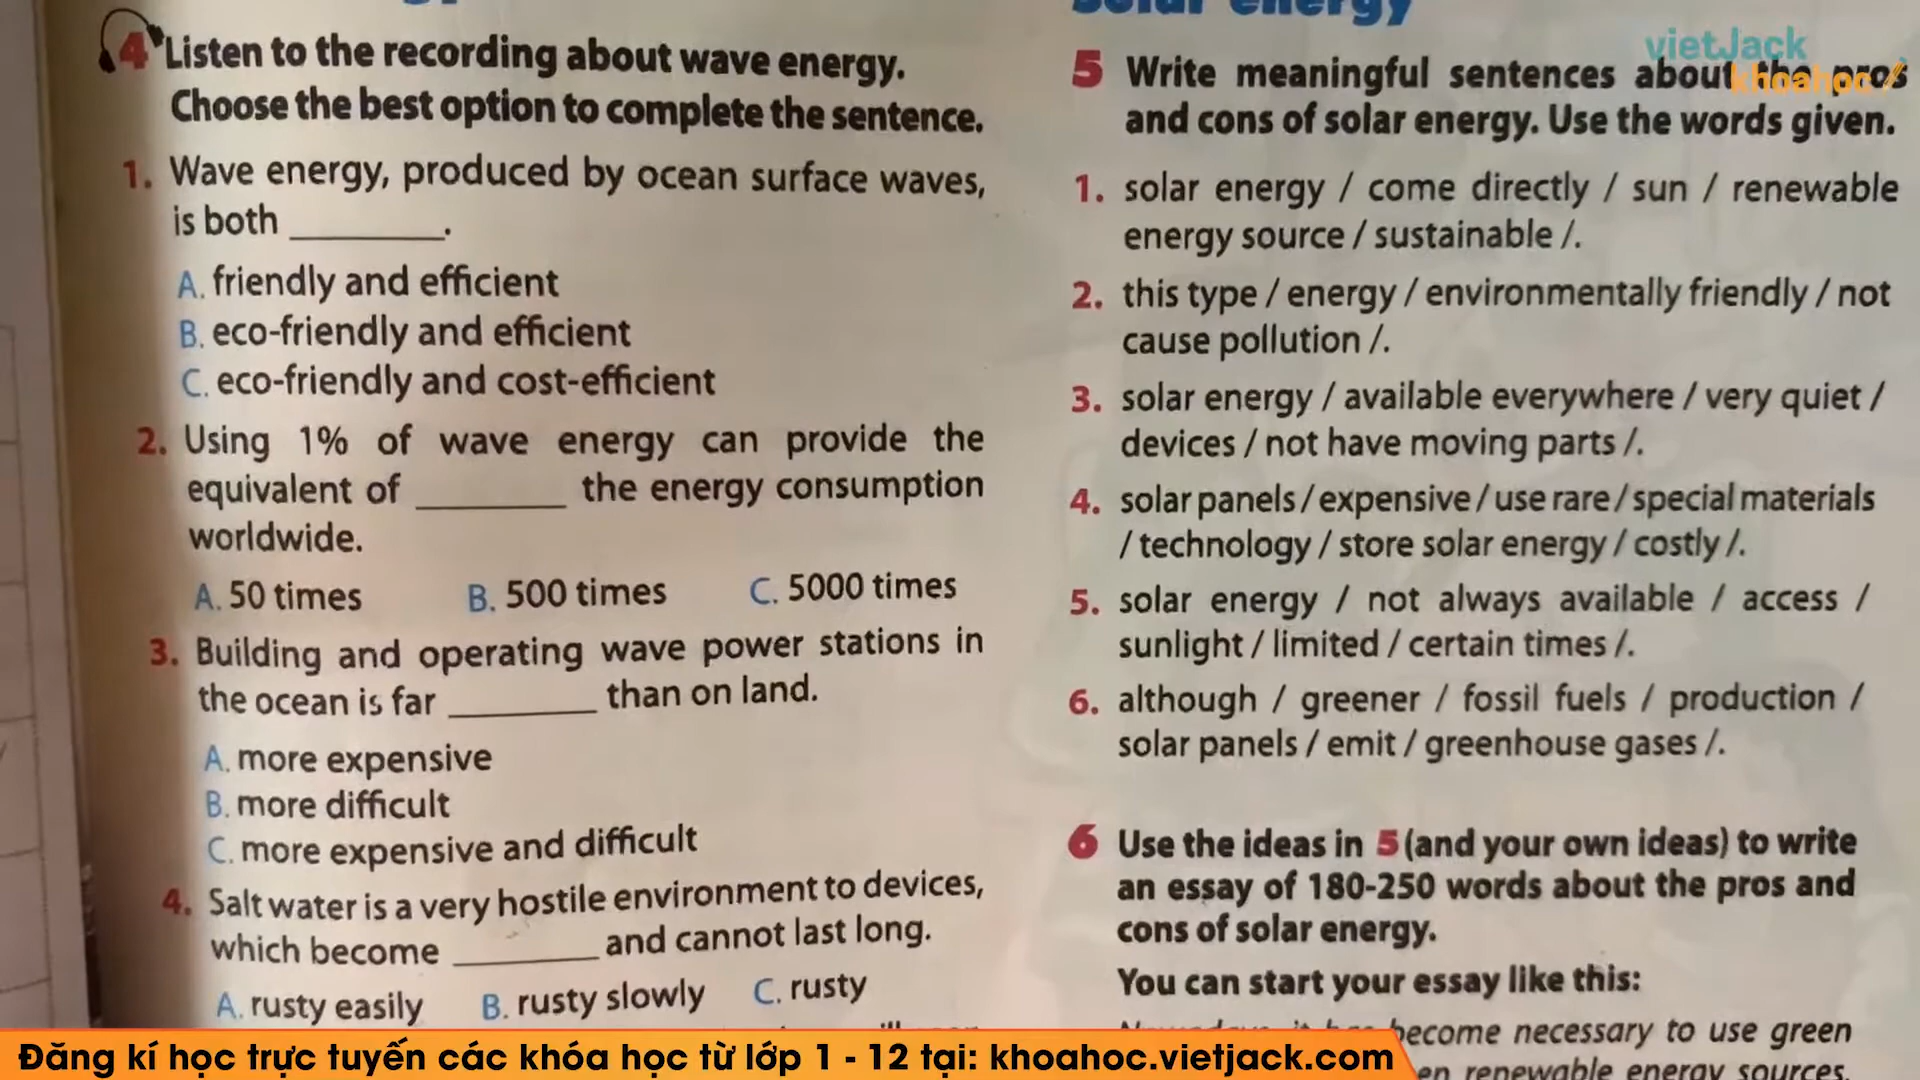 4 Listen to the recording about wave energy.
Choose the best option to complete the sentence.
1. Wave energy, produced by ocean surface waves,
is both ________.
A. friendly and efficient
B. eco-friendly and efficient
C. eco-friendly and cost-efficient
2. Using 1% of wave energy can provide the
equivalent of ________ the energy consumption
worldwide.
A. 50 times B. 500 times C. 5000 times
3. Building and operating wave power stations in
the ocean is far ________ than on land.
A. more expensive
B. more difficult
C. more expensive and difficult
4. Salt water is a very hostile environment to devices,
which become ________ and cannot last long.
A. rusty easily B. rusty slowly C. rusty
Solar energy
vietJack
khoahoc
5 Write meaningful sentences about the pros
and cons of solar energy. Use the words given.
1. solar energy / come directly / sun / renewable
energy source / sustainable /.
2. this type / energy / environmentally friendly / not
cause pollution /.
3. solar energy / available everywhere / very quiet /
devices / not have moving parts /.
4. solar panels / expensive / use rare / special materials
/ technology / store solar energy / costly /.
5. solar energy / not always available / access /
sunlight / limited / certain times /.
6. although / greener / fossil fuels / production /
solar panels / emit / greenhouse gases /.
6 Use the ideas in 5 (and your own ideas) to write
an essay of 180-250 words about the pros and
cons of solar energy.
You can start your essay like this:
become necessary to use green
renewable energy sources.
Đăng kí học trực tuyến các khóa học từ lớp 1 - 12 tại: khoahoc.vietjack.com